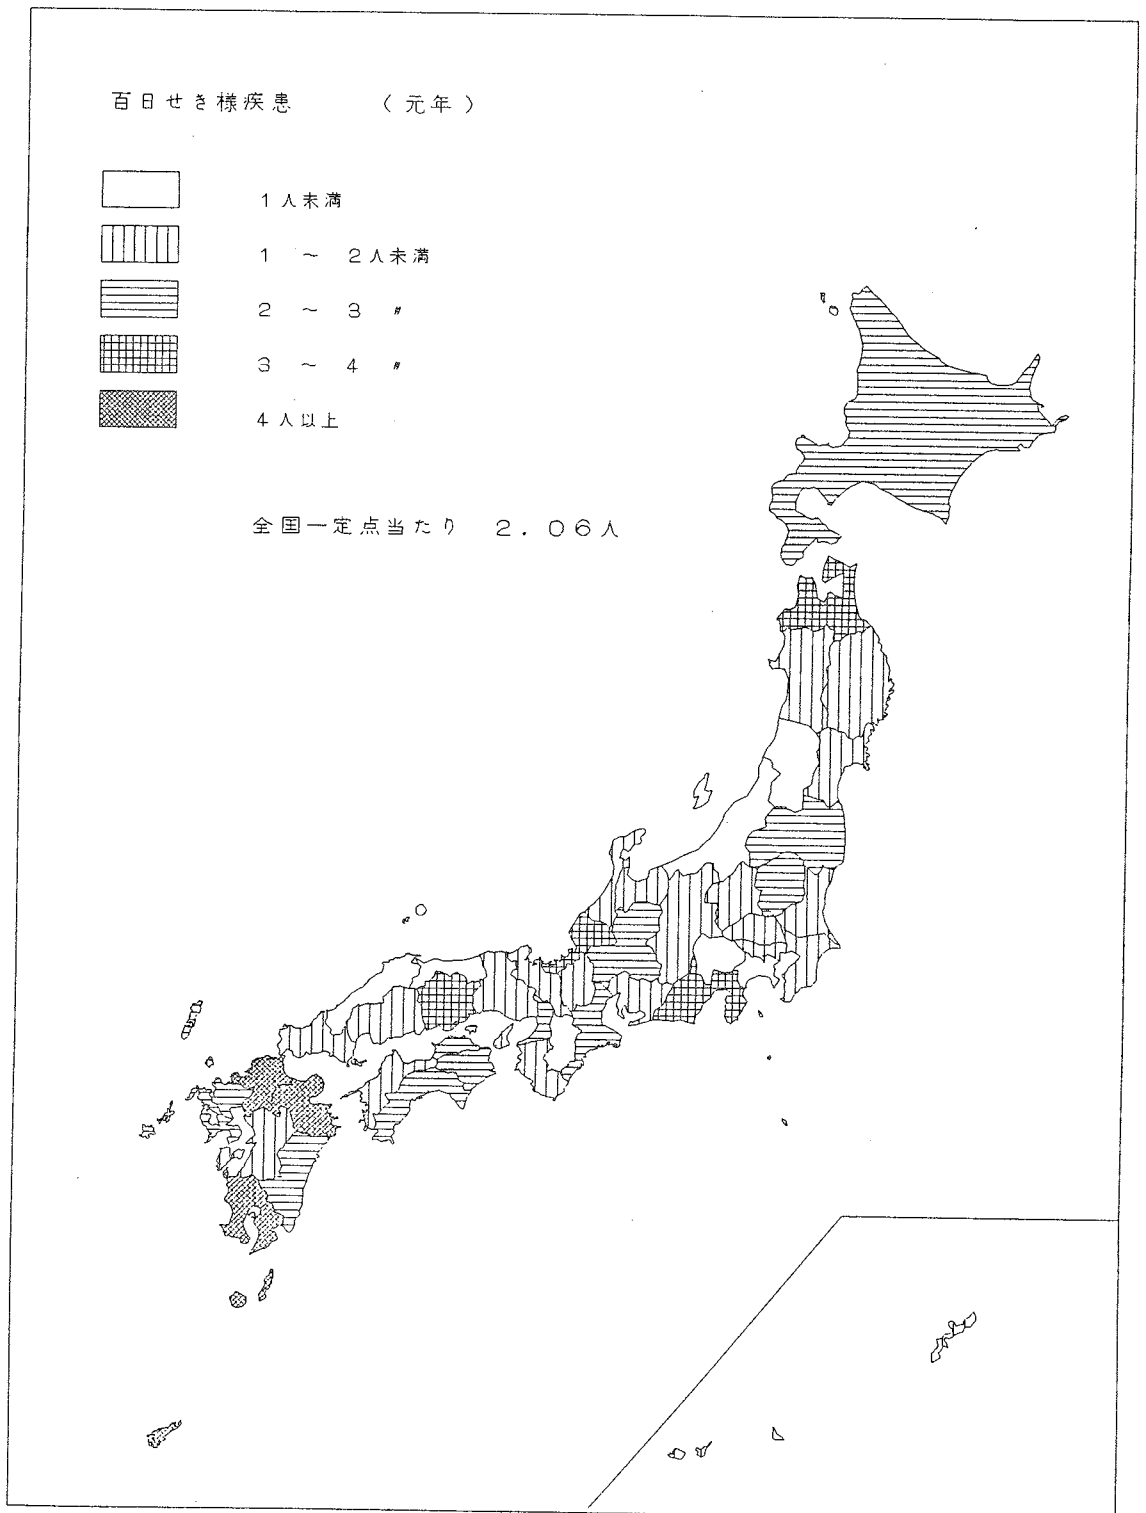 百日せき様疾患 （元年）
1人未満
1 ～ 2人未満
2 ～ 3 〃
3 ～ 4 〃
4人以上
全国一定点当たり 2.06人